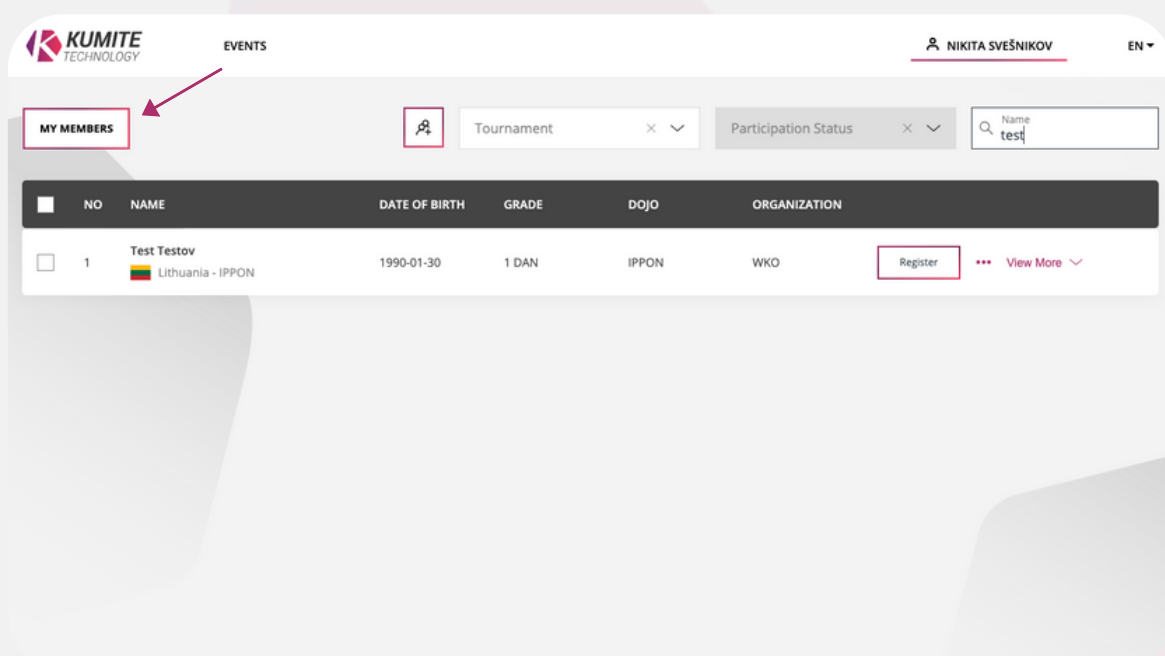 KUMITE
TECHNOLOGY
EVENTS
NIKITA SVEŠNIKOV
EN
MY MEMBERS
Tournament
Participation Status
Name
test
NO NAME DATE OF BIRTH GRADE DOJO ORGANIZATION
1 Test Testov 1990-01-30 1 DAN IPPON WKO Register ••• View More
Lithuania - IPPON